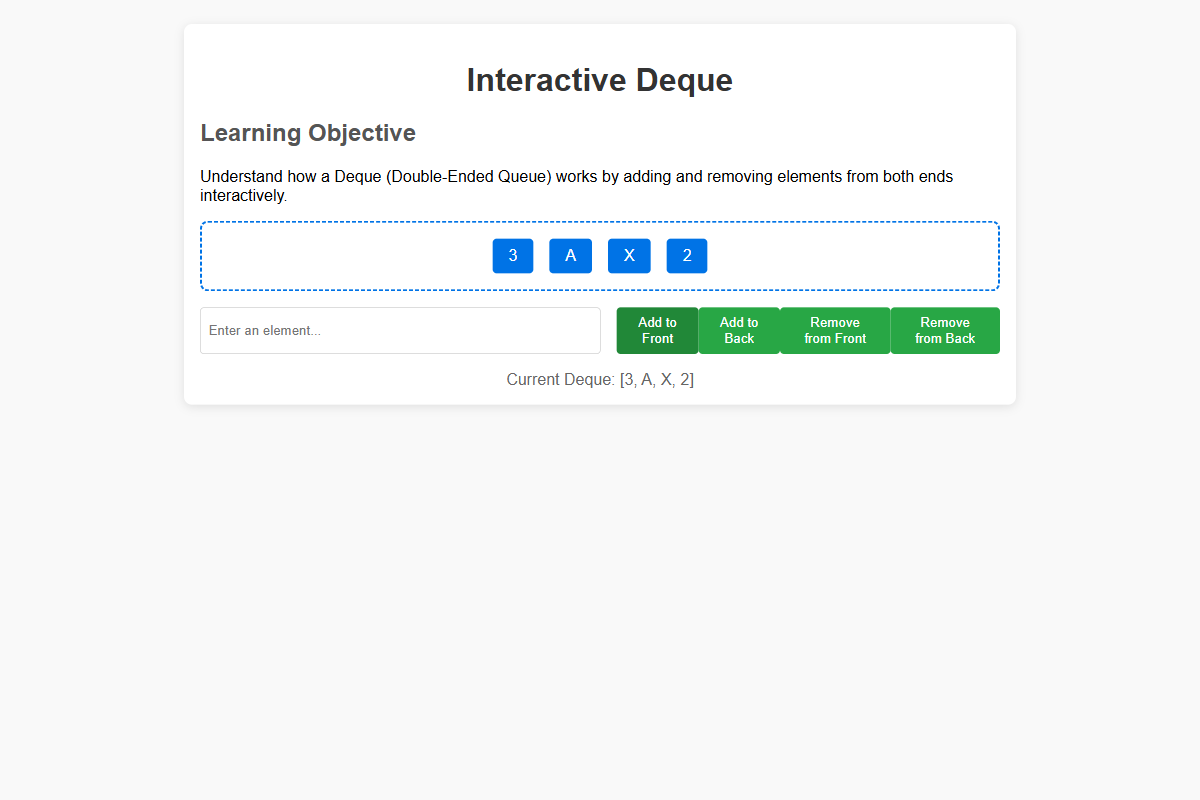 Interactive Deque
Learning Objective
Understand how a Deque (Double-Ended Queue) works by adding and removing elements from both ends
interactively.
3 A X 2
Enter an element...
Add to
Front
Add to
Back
Remove
from Front
Remove
from Back
Current Deque: [3, A, X, 2]